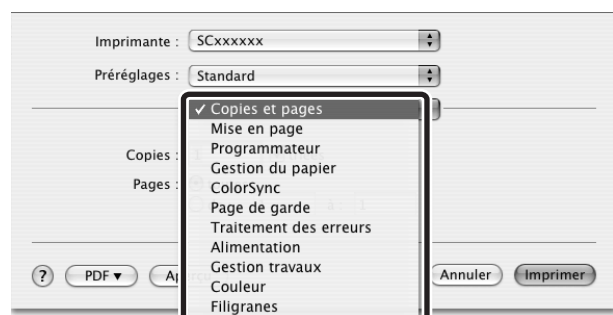 Imprimante : SCxxxxxx
Préréglages : Standard
✓ Copies et pages
Mise en page
Programmateur
Copies :
Gestion du papier
Pages :
ColorSync
Page de garde
à : 1
Traitement des erreurs
Alimentation
Gestion travaux
? PDF ▼ Annuler Imprimer
Couleur
Filigranes